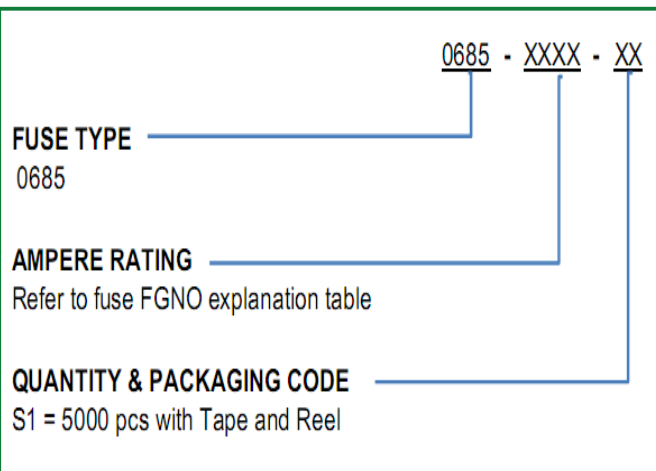 0685 - XXXX - XX
FUSE TYPE
0685
AMPERE RATING
Refer to fuse FGNO explanation table
QUANTITY & PACKAGING CODE
S1 = 5000 pcs with Tape and Reel